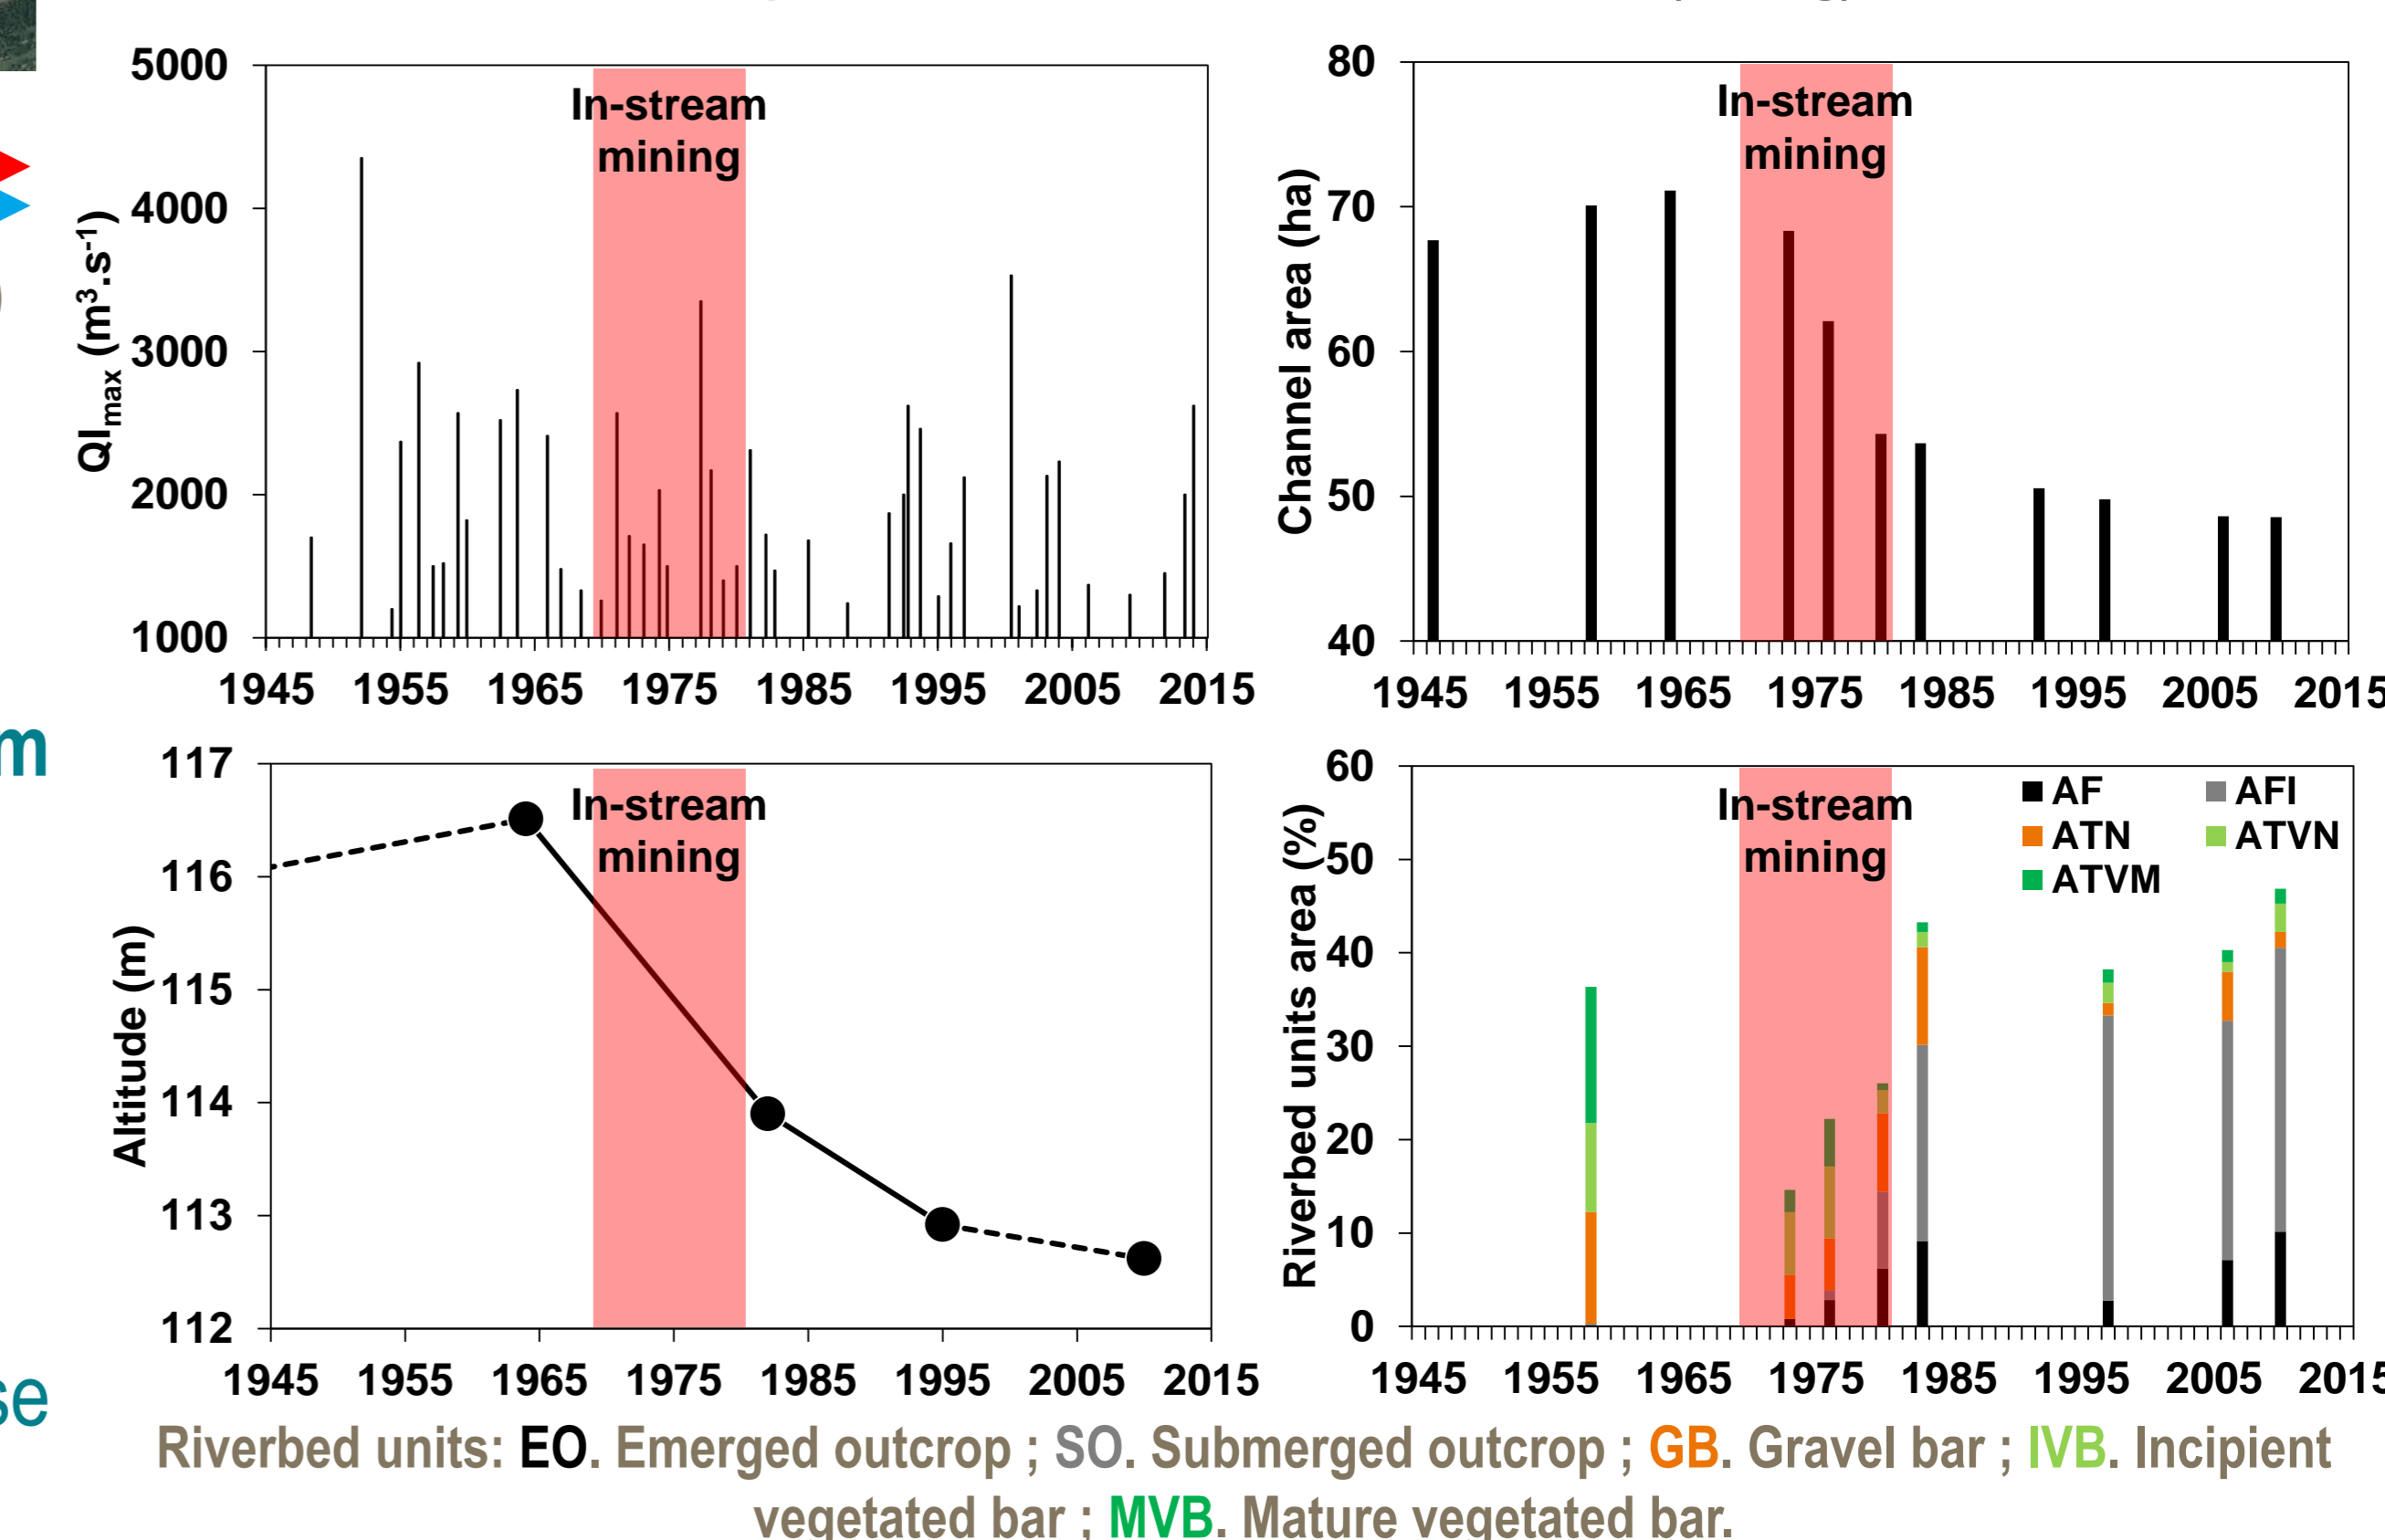 5000
4000
3000
2000
1000
QImax (m³.s⁻¹)
In-stream
mining
1945 1955 1965 1975 1985 1995 2005 2015
80
70
60
50
40
Channel area (ha)
In-stream
mining
1945 1955 1965 1975 1985 1995 2005 2015
m
117
116
115
114
113
112
Altitude (m)
In-stream
mining
1945 1955 1965 1975 1985 1995 2005 2015
60
50
40
30
20
10
0
Riverbed units area (%)
In-stream
mining
AF AFI
ATN ATVN
ATVM
1945 1955 1965 1975 1985 1995 2005 2015
se
Riverbed units: EO. Emerged outcrop ; SO. Submerged outcrop ; GB. Gravel bar ; IVB. Incipient
vegetated bar ; MVB. Mature vegetated bar.